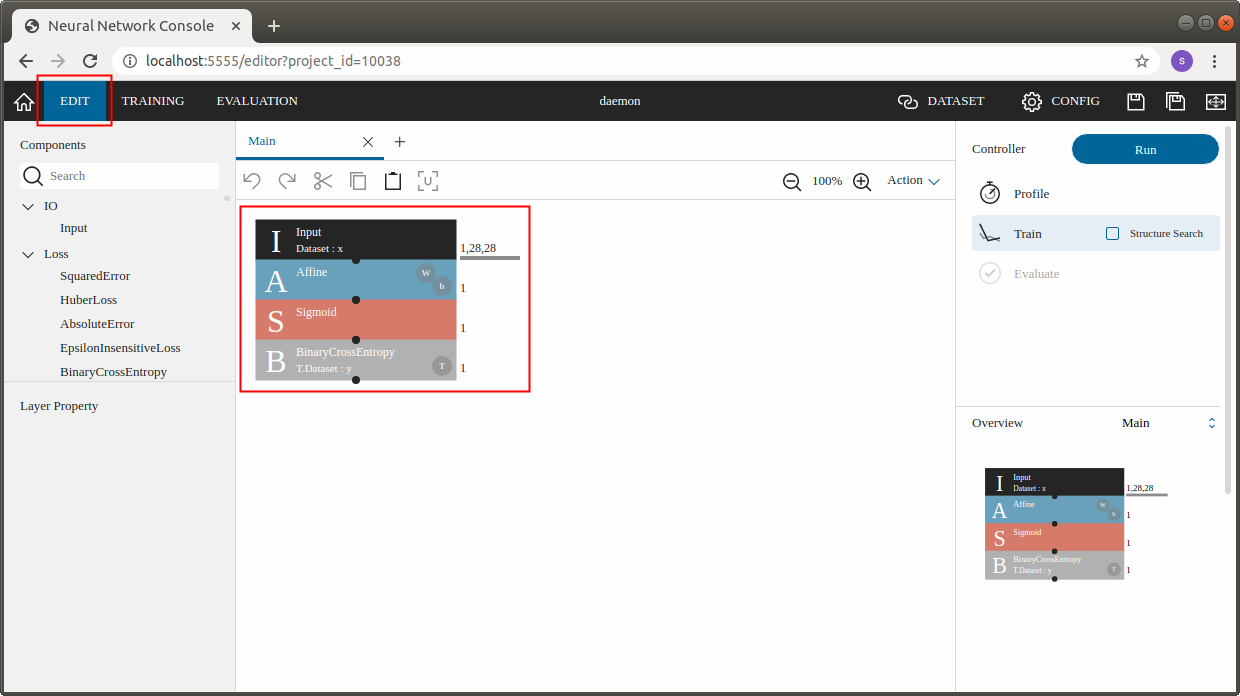 Neural Network Console
localhost:5555/editor?project_id=10038
S
EDIT TRAINING EVALUATION daemon DATASET CONFIG
Components
Search
IO
Input
Loss
SquaredError
HuberLoss
AbsoluteError
EpsilonInsensitiveLoss
BinaryCrossEntropy
Layer Property
Main
100% Action
I Input
Dataset : x
1,28,28
A Affine W b
1
S Sigmoid
1
B BinaryCrossEntropy
T.Dataset : y T
1
Controller Run
Profile
Train Structure Search
Evaluate
Overview Main
I Input
Dataset : x
1,28,28
A Affine W b
1
S Sigmoid
1
B BinaryCrossEntropy
T.Dataset : y T
1